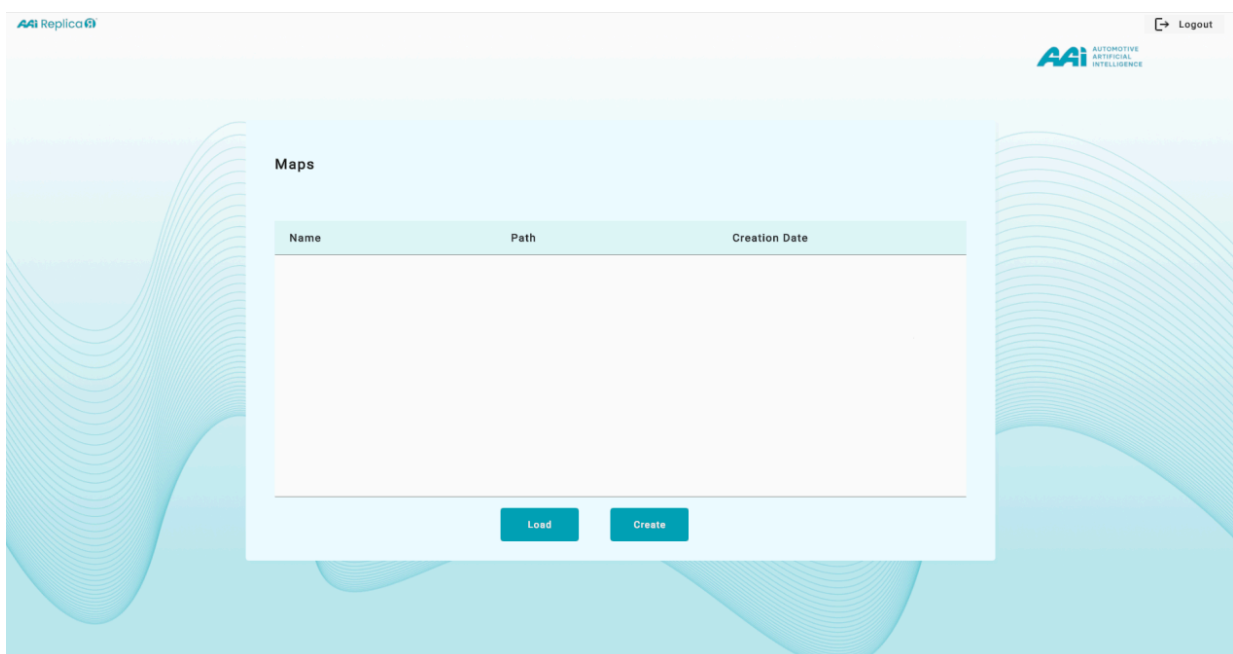 AAi Replica R
Logout
AAi AUTOMOTIVE
ARTIFICIAL
INTELLIGENCE
Maps
Name Path Creation Date
Load Create